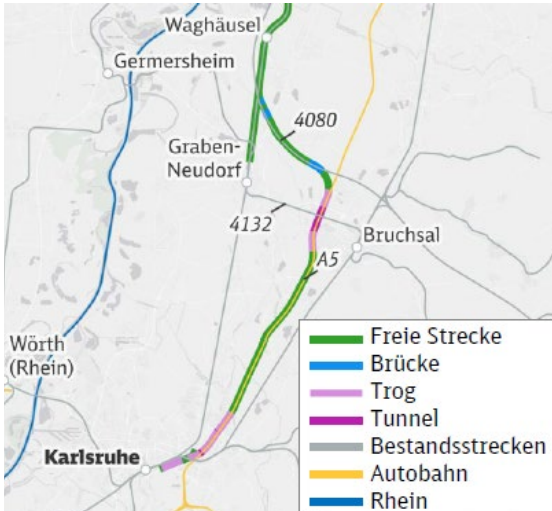 Waghäusel
Germersheim
4080
Graben-
Neudorf
4132
Bruchsal
A5
Wörth
(Rhein)
Karlsruhe
Freie Strecke
Brücke
Trog
Tunnel
Bestandsstrecken
Autobahn
Rhein